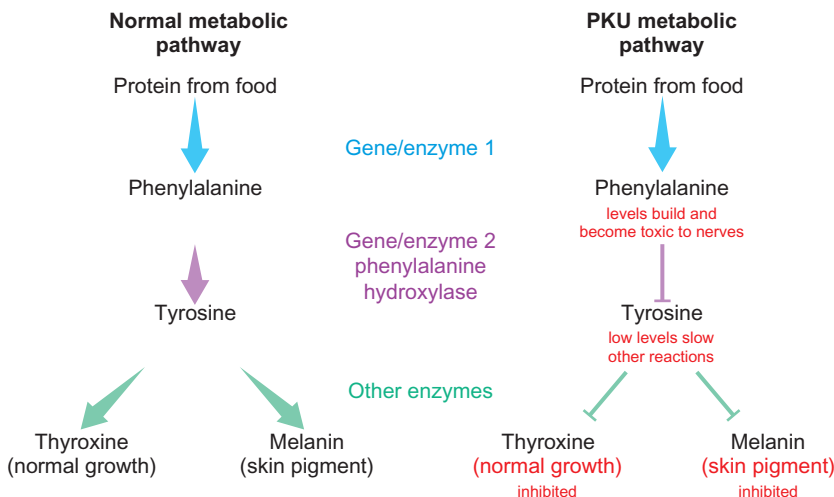 Normal metabolic
pathway
Protein from food
Phenylalanine
Tyrosine
Thyroxine
(normal growth)
Melanin
(skin pigment)
Gene/enzyme 1
Gene/enzyme 2
phenylalanine
hydroxylase
Other enzymes
PKU metabolic
pathway
Protein from food
Phenylalanine
levels build and
become toxic to nerves
Tyrosine
low levels slow
other reactions
Thyroxine
(normal growth)
inhibited
Melanin
(skin pigment)
inhibited